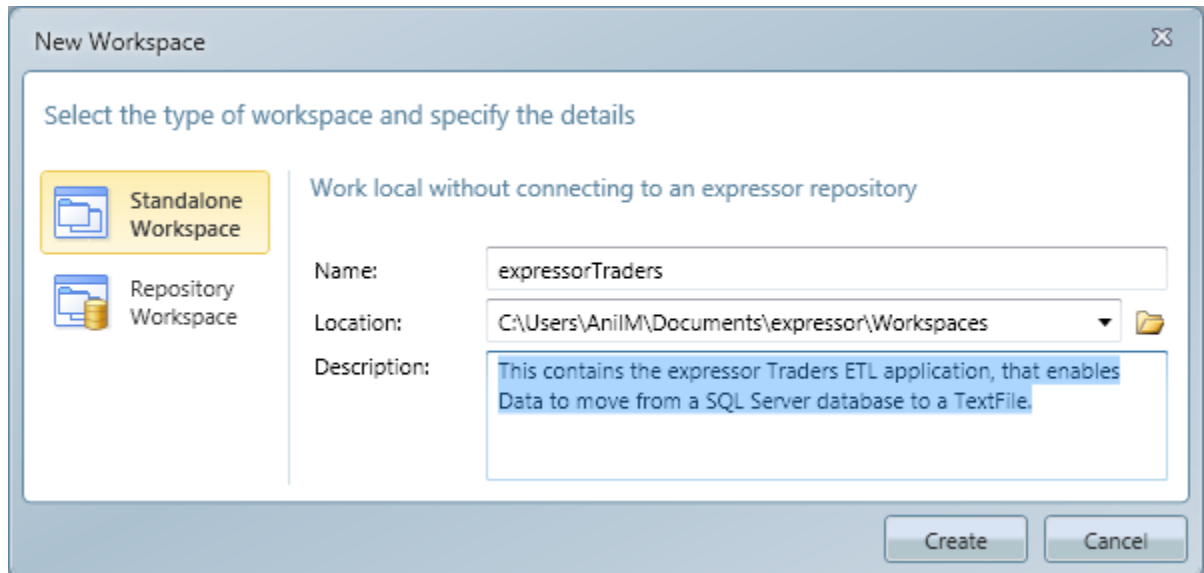 New Workspace
Select the type of workspace and specify the details
Standalone
Workspace
Repository
Workspace
Work local without connecting to an expressor repository
Name:
expressorTraders
Location:
C:\Users\AnilM\Documents\expressor\Workspaces
Description:
This contains the expressor Traders ETL application, that enables
Data to move from a SQL Server database to a TextFile.
Create
Cancel